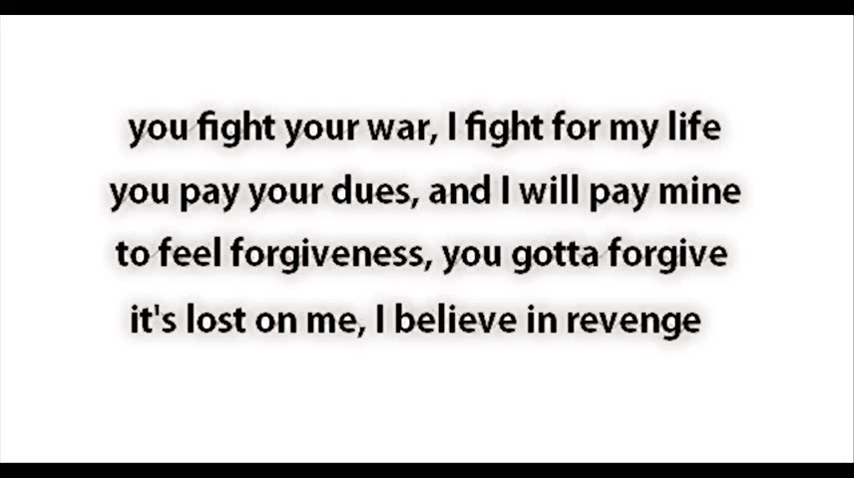 you fight your war, I fight for my life
you pay your dues, and I will pay mine
to feel forgiveness, you gotta forgive
it's lost on me, I believe in revenge